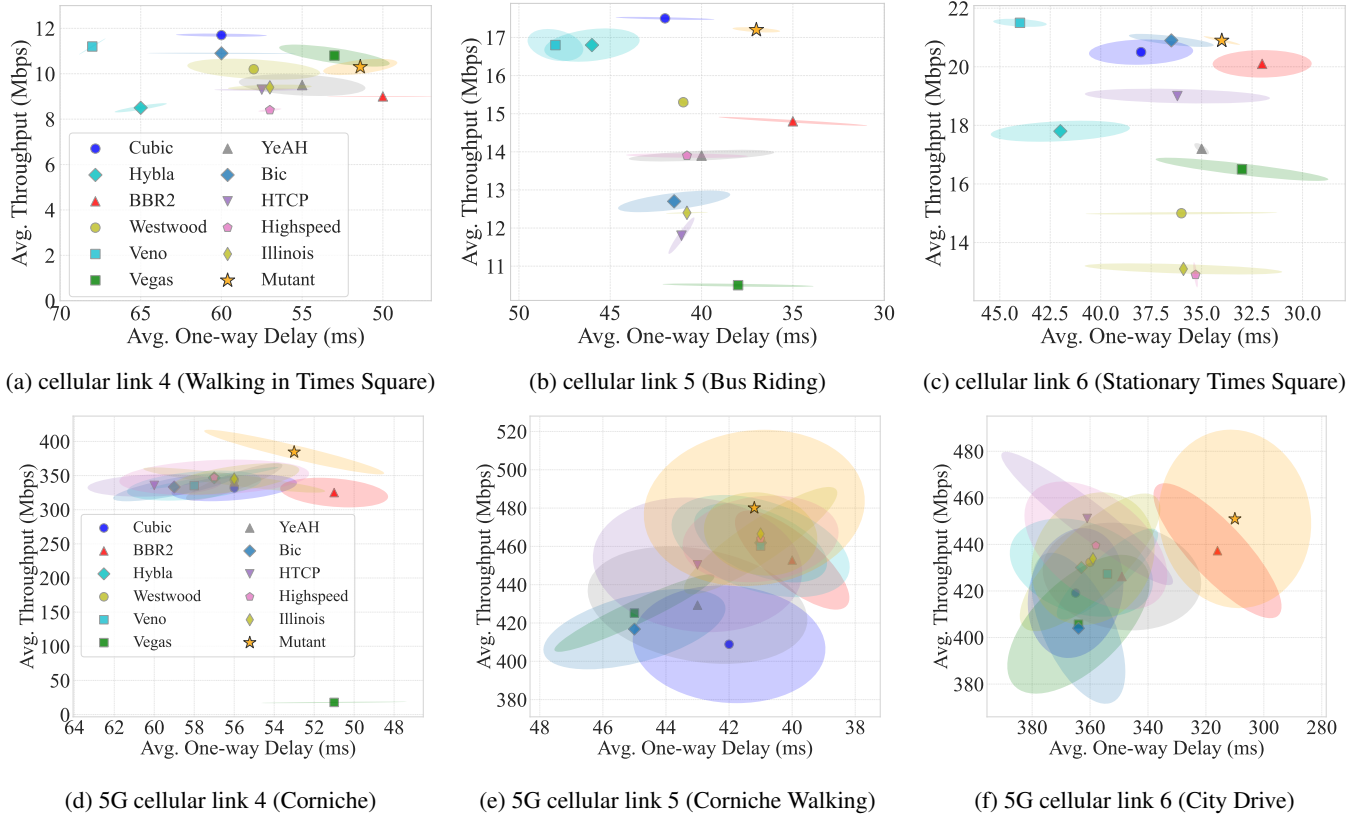 Avg. Throughput (Mbps)
12
10
8
6
4
2
0
Cubic
Hybla
BBR2
Westwood
Veno
Vegas
YeAH
Bic
HTCP
Highspeed
Illinois
Mutant
70 65 60 55 50
Avg. One-way Delay (ms)
(a) cellular link 4 (Walking in Times Square)
Avg. Throughput (Mbps)
17
16
15
14
13
12
11
50 45 40 35 30
Avg. One-way Delay (ms)
(b) cellular link 5 (Bus Riding)
Avg. Throughput (Mbps)
22
20
18
16
14
45.0 42.5 40.0 37.5 35.0 32.5 30.0
Avg. One-way Delay (ms)
(c) cellular link 6 (Stationary Times Square)
Avg. Throughput (Mbps)
400
350
300
250
200
150
100
50
0
Cubic
BBR2
Hybla
Westwood
Veno
Vegas
YeAH
Bic
HTCP
Highspeed
Illinois
Mutant
64 62 60 58 56 54 52 50 48
Avg. One-way Delay (ms)
(d) 5G cellular link 4 (Corniche)
Avg. Throughput (Mbps)
520
500
480
460
440
420
400
380
48 46 44 42 40 38
Avg. One-way Delay (ms)
(e) 5G cellular link 5 (Corniche Walking)
Avg. Throughput (Mbps)
480
460
440
420
400
380
380 360 340 320 300 280
Avg. One-way Delay (ms)
(f) 5G cellular link 6 (City Drive)